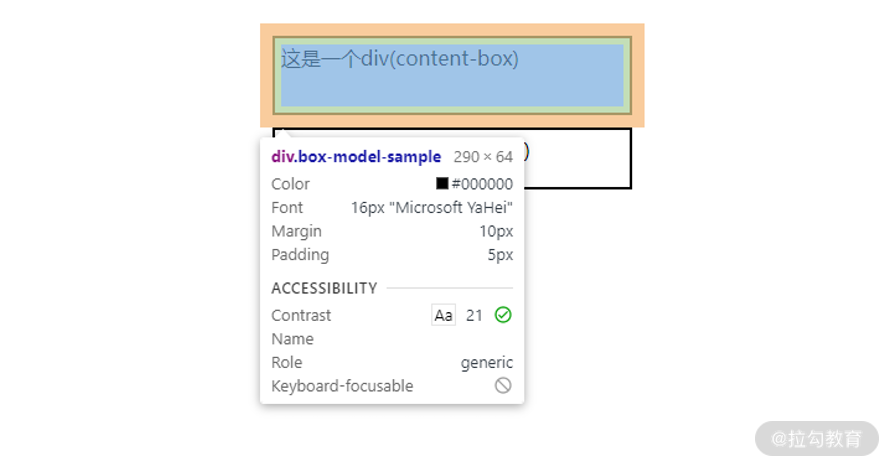 这是一个div(content-box)
)
div.box-model-sample 290 × 64
Color #000000
Font 16px "Microsoft YaHei"
Margin 10px
Padding 5px
ACCESSIBILITY
Contrast Aa 21
Name
Role generic
Keyboard-focusable
@拉勾教育